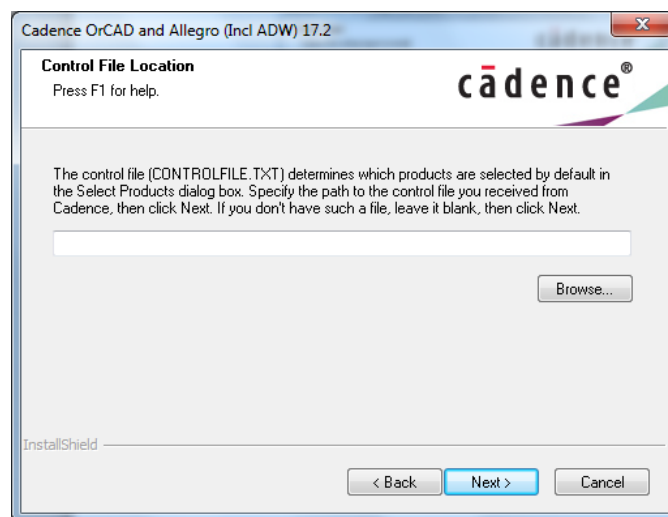 Cadence OrCAD and Allegro (Incl ADW) 17.2
Control File Location
Press F1 for help.
cādence®
The control file (CONTROLFILE.TXT) determines which products are selected by default in
the Select Products dialog box. Specify the path to the control file you received from
Cadence, then click Next. If you don't have such a file, leave it blank, then click Next.
Browse...
InstallShield
< Back
Next >
Cancel